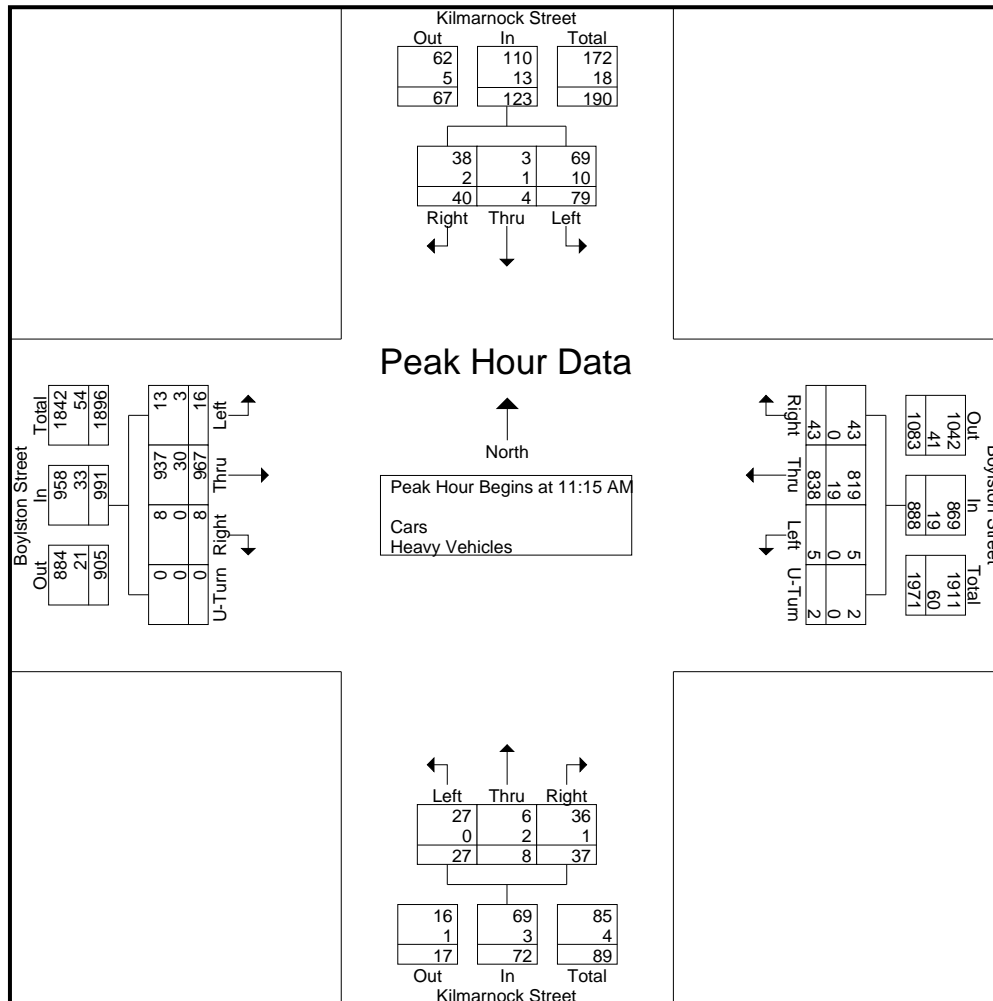 Kilmarnock Street
Out In Total
62 110 172
5 13 18
67 123 190
38 3 69
2 1 10
40 4 79
Right Thru Left
Peak Hour Data
North
Peak Hour Begins at 11:15 AM
Cars
Heavy Vehicles
Boylston Street
Out In Total
884 958 1842
21 33 54
905 991 1896
U-Turn Right Thru Left
0 8 937 13
0 0 30 3
0 8 967 16
Boylston Street
Out In Total
1042 869 1911
41 19 60
1083 888 1971
Right Thru Left U-Turn
43 819 5 2
0 19 0 0
43 838 5 2
Left Thru Right
27 6 36
0 2 1
27 8 37
16 69 85
1 3 4
17 72 89
Out In Total
Kilmarnock Street